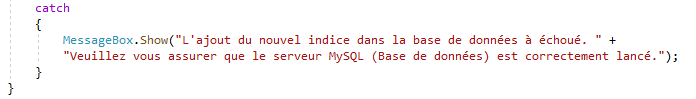 catch
{
MessageBox.Show("L'ajout du nouvel indice dans la base de données à échoué. " +
"Veuillez vous assurer que le serveur MySQL (Base de données) est correctement lancé.");
}
}